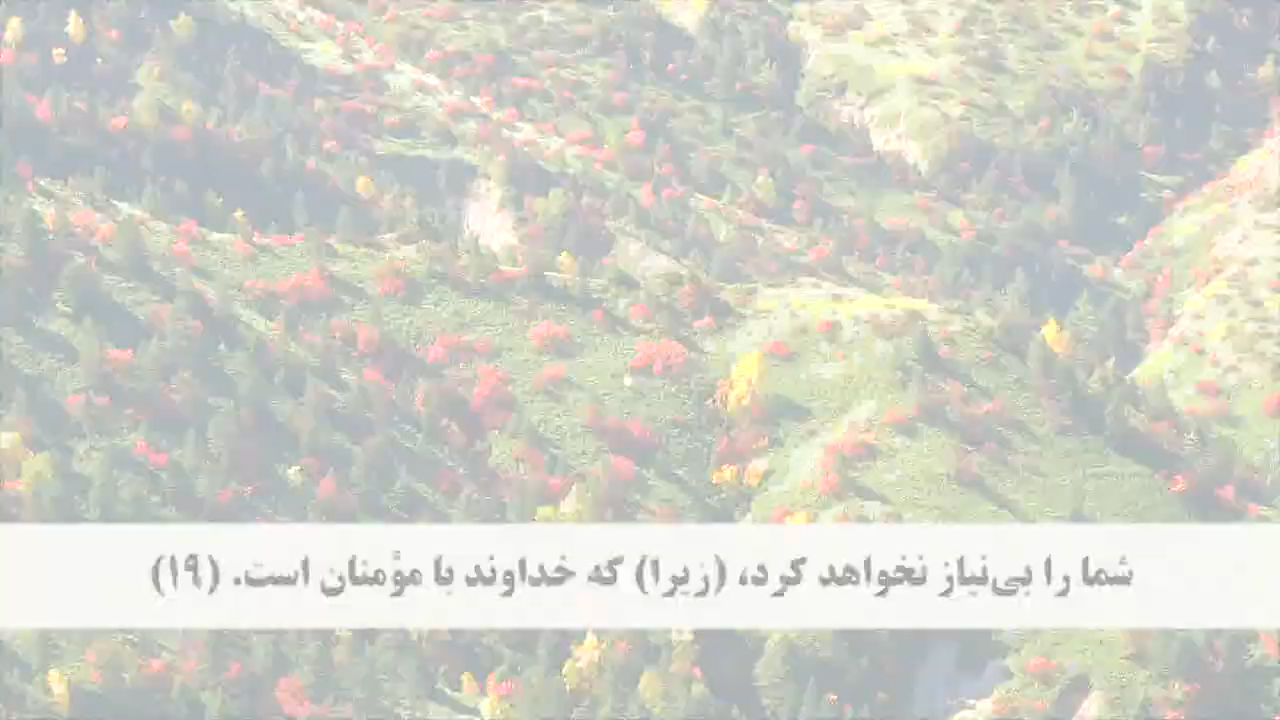 شما را بی‌نیاز نخواهد کرد، (زیرا) که خداوند با مؤمنان است. (۱۹)